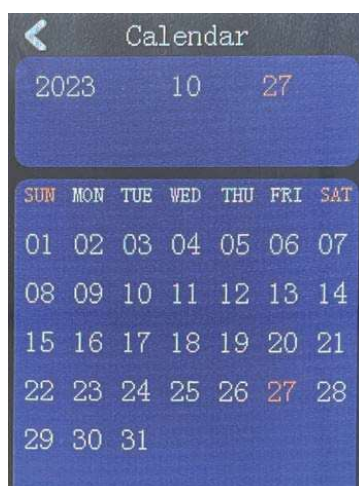 Calendar
2023 10 27
SUN MON TUE WED THU FRI SAT
01 02 03 04 05 06 07
08 09 10 11 12 13 14
15 16 17 18 19 20 21
22 23 24 25 26 27 28
29 30 31